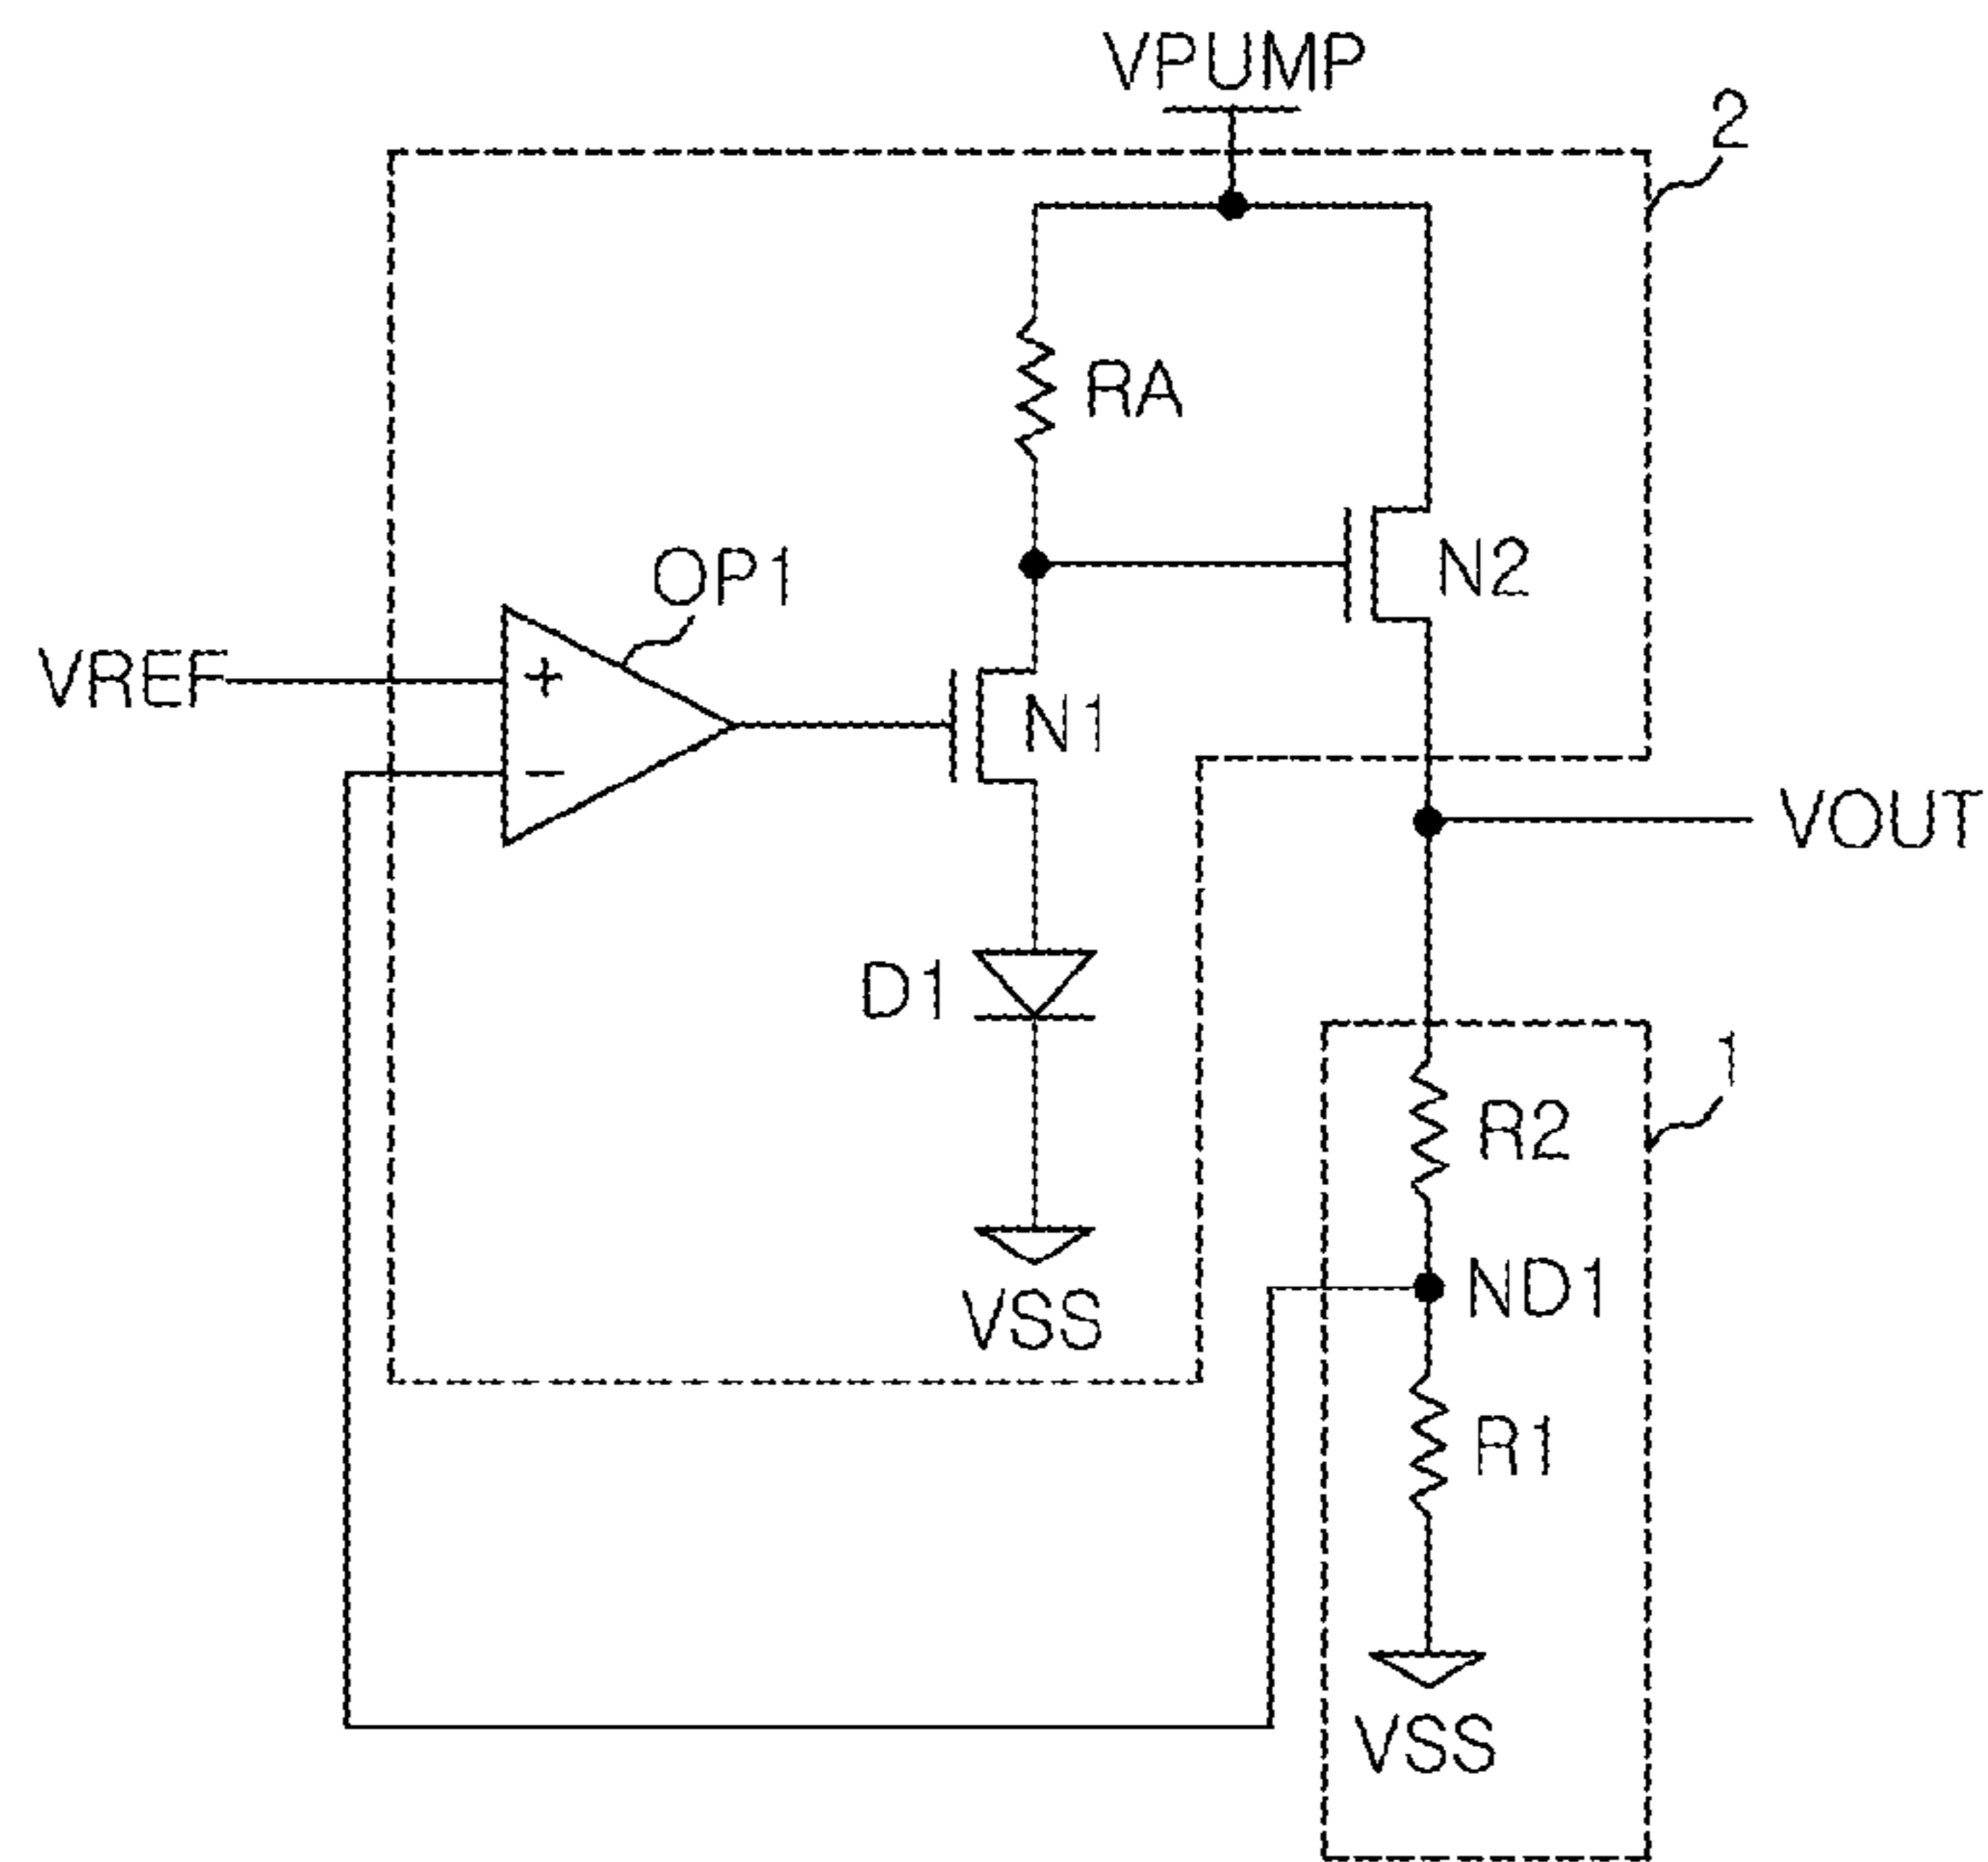 VPUMP
2
RA
OP1
N2
VREF
+
N1
−
VOUT
D1
1
R2
VSS
ND1
R1
VSS